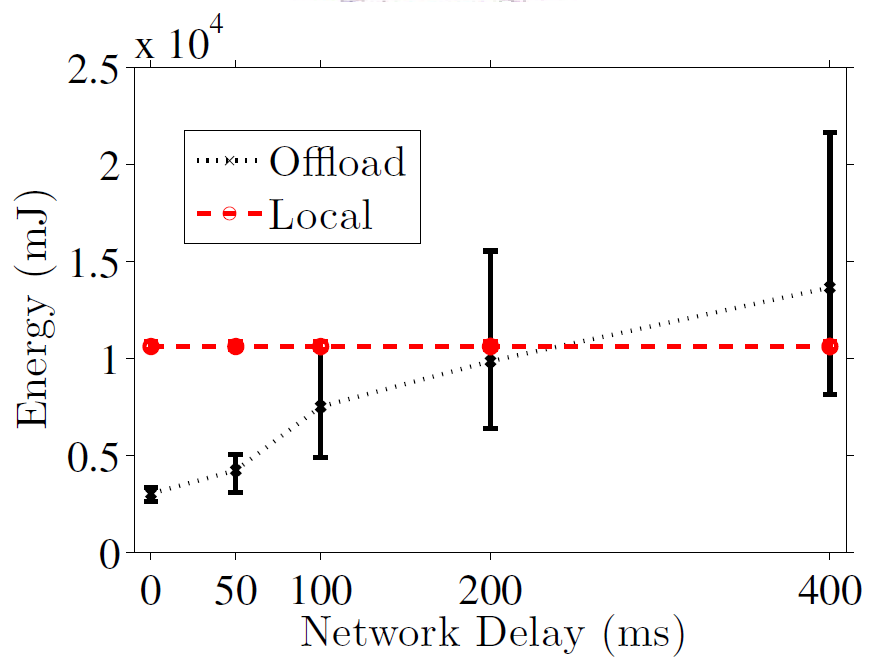 x 10^4
2.5
2
1.5
1
0.5
0
Energy (mJ)
Offload
Local
0 50 100 200 400
Network Delay (ms)